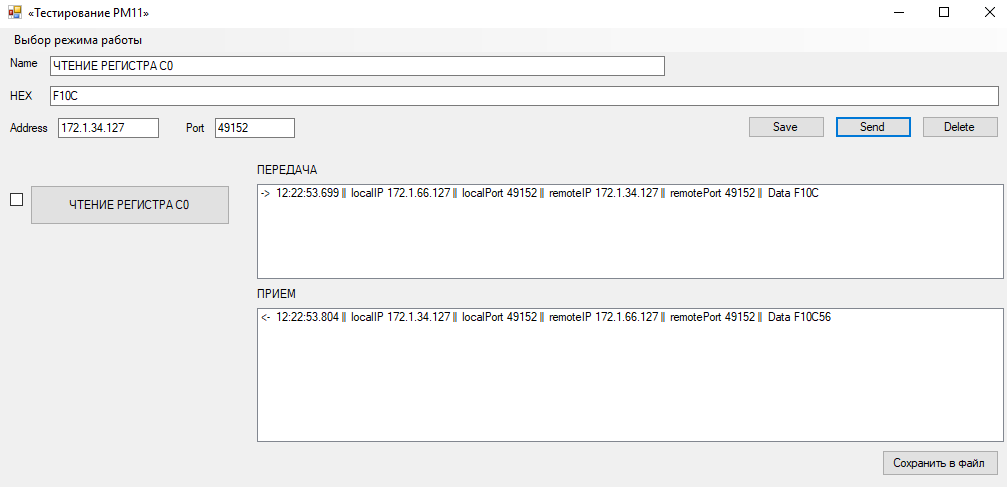 «Тестирование РМ11»
Выбор режима работы
Name ЧТЕНИЕ РЕГИСТРА C0
HEX F10C
Address 172.1.34.127 Port 49152 Save Send Delete
ПЕРЕДАЧА
-> 12:22:53.699 localIP 172.1.66.127 localPort 49152 remoteIP 172.1.34.127 remotePort 49152 Data F10C
ЧТЕНИЕ РЕГИСТРА C0
ПРИЕМ
<- 12:22:53.804 localIP 172.1.34.127 localPort 49152 remoteIP 172.1.66.127 remotePort 49152 Data F10C56
Сохранить в файл